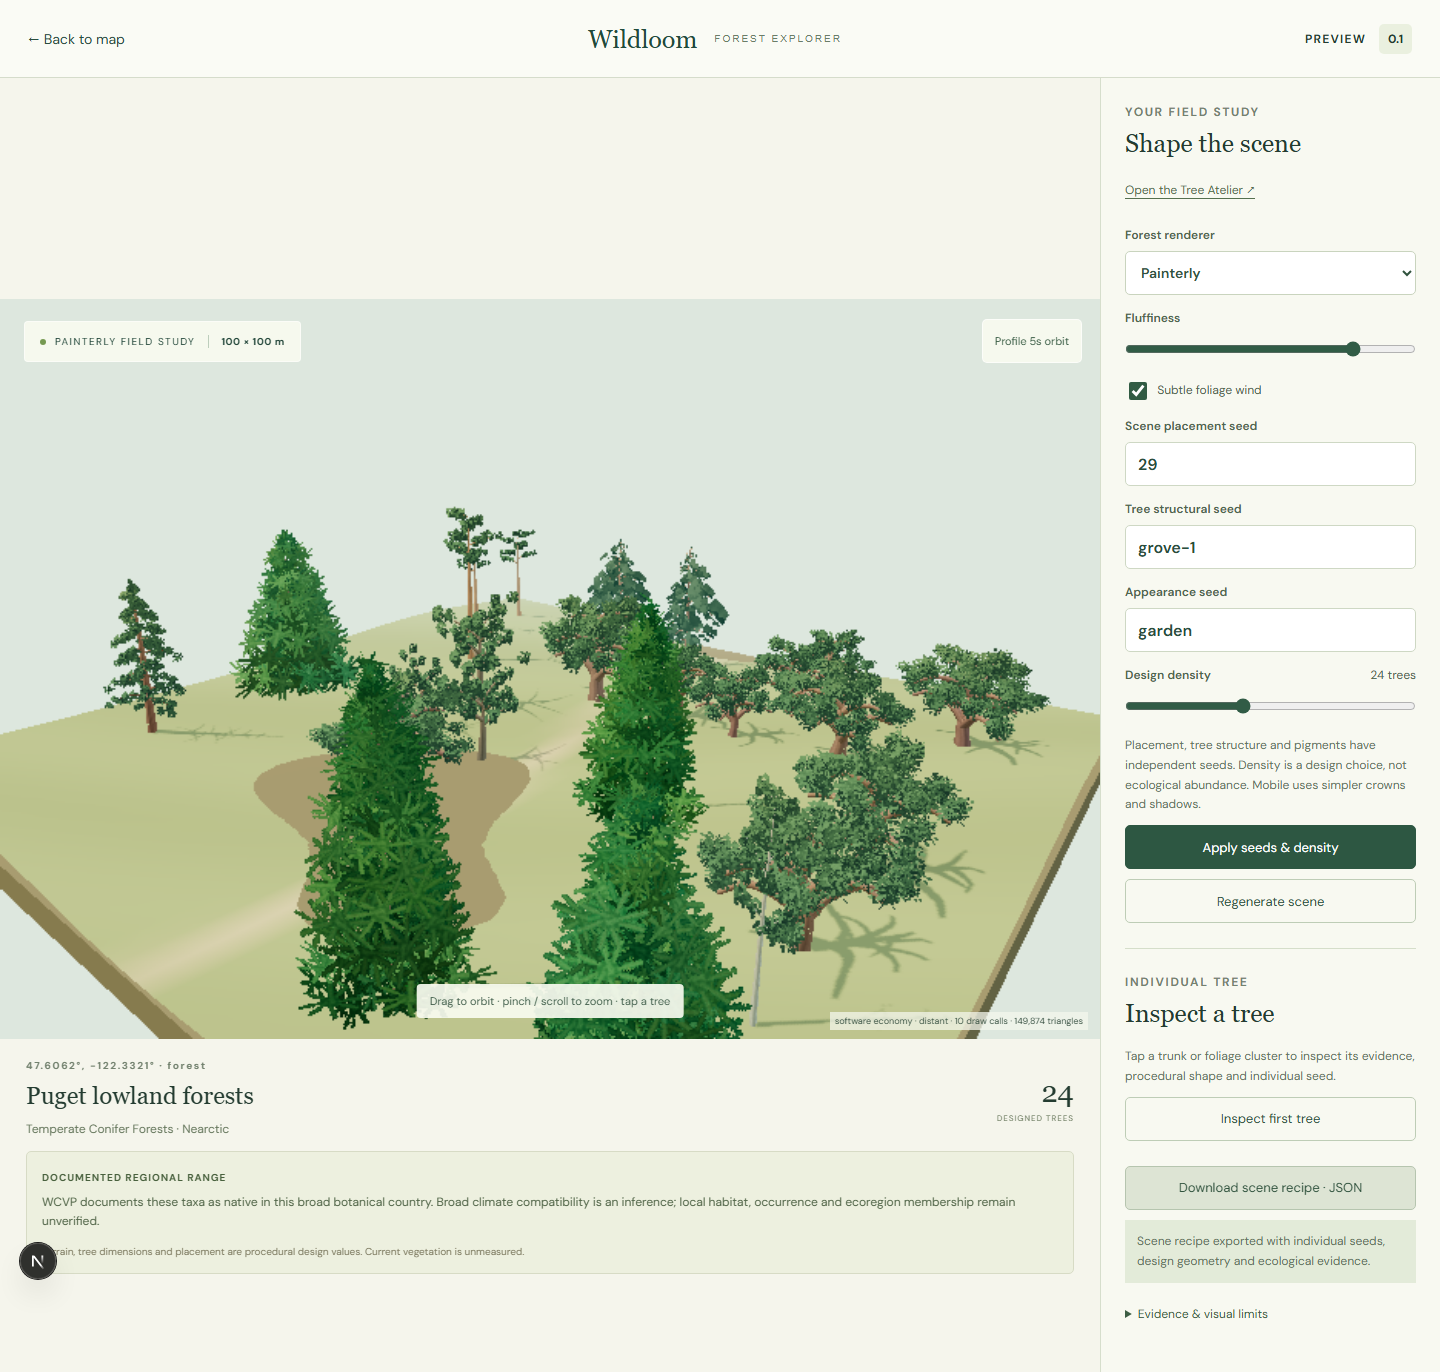 ← Back to map
Wildloom
FOREST EXPLORER
PREVIEW
0.1
PAINTERLY FIELD STUDY
100 × 100 m
Profile 5s orbit
Drag to orbit · pinch / scroll to zoom · tap a tree
software economy · distant · 10 draw calls · 149,874 triangles
47.6062°, -122.3321° · forest
Puget lowland forests
Temperate Conifer Forests · Nearctic
24
DESIGNED TREES
DOCUMENTED REGIONAL RANGE
WCVP documents these taxa as native in this broad botanical country. Broad climate compatibility is an inference; local habitat, occurrence and ecoregion membership remain
unverified.
rain, tree dimensions and placement are procedural design values. Current vegetation is unmeasured.
N
YOUR FIELD STUDY
Shape the scene
Open the Tree Atelier ↗
Forest renderer
Painterly
Fluffiness
Subtle foliage wind
Scene placement seed
29
Tree structural seed
grove-1
Appearance seed
garden
Design density
24 trees
Placement, tree structure and pigments have
independent seeds. Density is a design choice, not
ecological abundance. Mobile uses simpler crowns
and shadows.
Apply seeds & density
Regenerate scene
INDIVIDUAL TREE
Inspect a tree
Tap a trunk or foliage cluster to inspect its evidence,
procedural shape and individual seed.
Inspect first tree
Download scene recipe · JSON
Scene recipe exported with individual seeds,
design geometry and ecological evidence.
▶ Evidence & visual limits